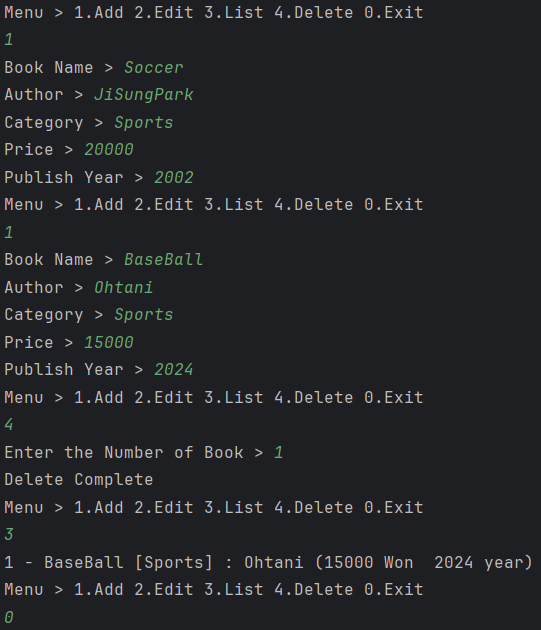 Menu > 1.Add 2.Edit 3.List 4.Delete 0.Exit
1
Book Name > Soccer
Author > JiSungPark
Category > Sports
Price > 20000
Publish Year > 2002
Menu > 1.Add 2.Edit 3.List 4.Delete 0.Exit
1
Book Name > BaseBall
Author > Ohtani
Category > Sports
Price > 15000
Publish Year > 2024
Menu > 1.Add 2.Edit 3.List 4.Delete 0.Exit
4
Enter the Number of Book > 1
Delete Complete
Menu > 1.Add 2.Edit 3.List 4.Delete 0.Exit
3
1 - BaseBall [Sports] : Ohtani (15000 Won  2024 year)
Menu > 1.Add 2.Edit 3.List 4.Delete 0.Exit
0